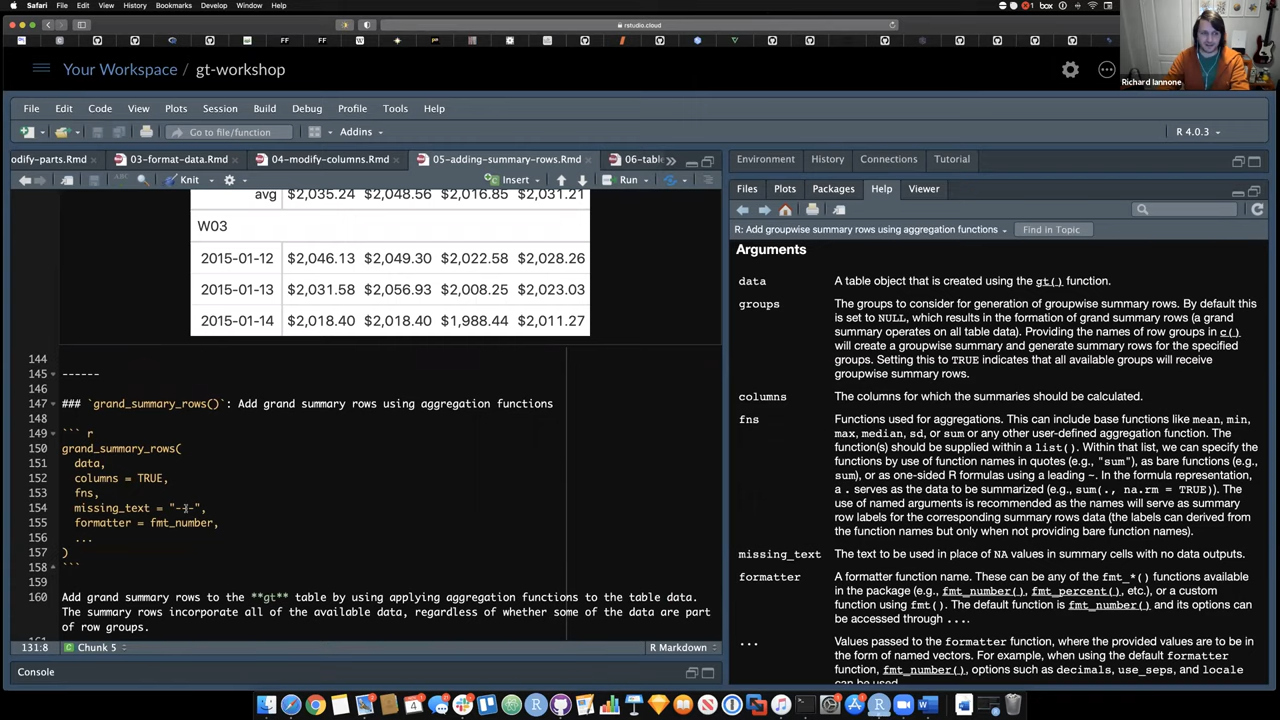 Safari File Edit View History Bookmarks Develop Window Help
box
rstudio.cloud
FF FF
Richard Iannone
Your Workspace / gt-workshop
File Edit Code View Plots Session Build Debug Profile Tools Help
Go to file/function Addins
R 4.0.3
odify-parts.Rmd 03-format-data.Rmd 04-modify-columns.Rmd 05-adding-summary-rows.Rmd 06-table
Knit Insert Run
avg $2,035.24 $2,048.56 $2,016.85 $2,031.21
W03
2015-01-12 $2,046.13 $2,049.30 $2,022.58 $2,028.26
2015-01-13 $2,031.58 $2,056.93 $2,008.25 $2,023.03
2015-01-14 $2,018.40 $2,018.40 $1,988.44 $2,011.27
144
145 ------
146
147 ### `grand_summary_rows()`: Add grand summary rows using aggregation functions
148
149 ``` r
150 grand_summary_rows(
151 data,
152 columns = TRUE,
153 fns,
154 missing_text = "---",
155 formatter = fmt_number,
156 ...
157 )
158 ```
159
160 Add grand summary rows to the **gt** table by using applying aggregation functions to the table data.
The summary rows incorporate all of the available data, regardless of whether some of the data are part
of row groups.
161
131:8 Chunk 5 R Markdown
Console
Environment History Connections Tutorial
Files Plots Packages Help Viewer
R: Add groupwise summary rows using aggregation functions Find in Topic
Arguments
data A table object that is created using the gt() function.
groups The groups to consider for generation of groupwise summary rows. By default this
is set to NULL, which results in the formation of grand summary rows (a
grand summary operates on all table data). Providing the names of row groups in c()
will create a groupwise summary and generate summary rows for the specified
groups. Setting this to TRUE indicates that all available groups will receive
groupwise summary rows.
columns The columns for which the summaries should be calculated.
fns Functions used for aggregations. This can include base functions like mean, min,
max, median, sd, or sum or any other user-defined aggregation function. The
function(s) should be supplied within a list(). Within that list, we can specify the
functions by use of function names in quotes (e.g., "sum"), as bare functions (e.g.,
sum), or as one-sided R formulas using a leading ~. In the formula representation,
a . serves as the data to be summarized (e.g., sum(., na.rm = TRUE)). The
use of named arguments is recommended as the names will serve as summary
row labels for the corresponding summary rows data (the labels can derived from
the function names but only when not providing bare function names).
missing_text The text to be used in place of NA values in summary cells with no data outputs.
formatter A formatter function name. These can be any of the fmt_*() functions available
in the package (e.g., fmt_number(), fmt_percent(), etc.), or a custom
function using fmt(). The default function is fmt_number() and its options can
be accessed through ....
... Values passed to the formatter function, where the provided values are to be in
the form of named vectors. For example, when using the default formatter
function, fmt_number(), options such as decimals, use_seps, and locale
can be used.